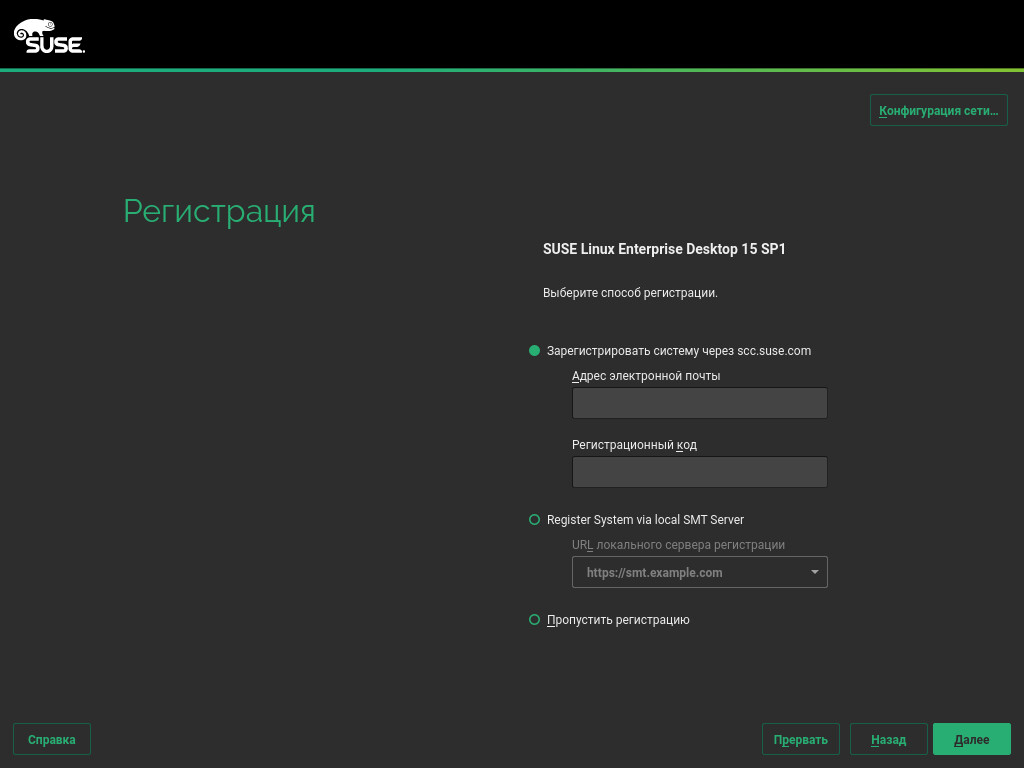 SUSE
Конфигурация сети...
Регистрация
SUSE Linux Enterprise Desktop 15 SP1
Выберите способ регистрации.
Зарегистрировать систему через scc.suse.com
Адрес электронной почты
Регистрационный код
Register System via local SMT Server
URL локального сервера регистрации
https://smt.example.com
Пропустить регистрацию
Справка
Прервать
Назад
Далее